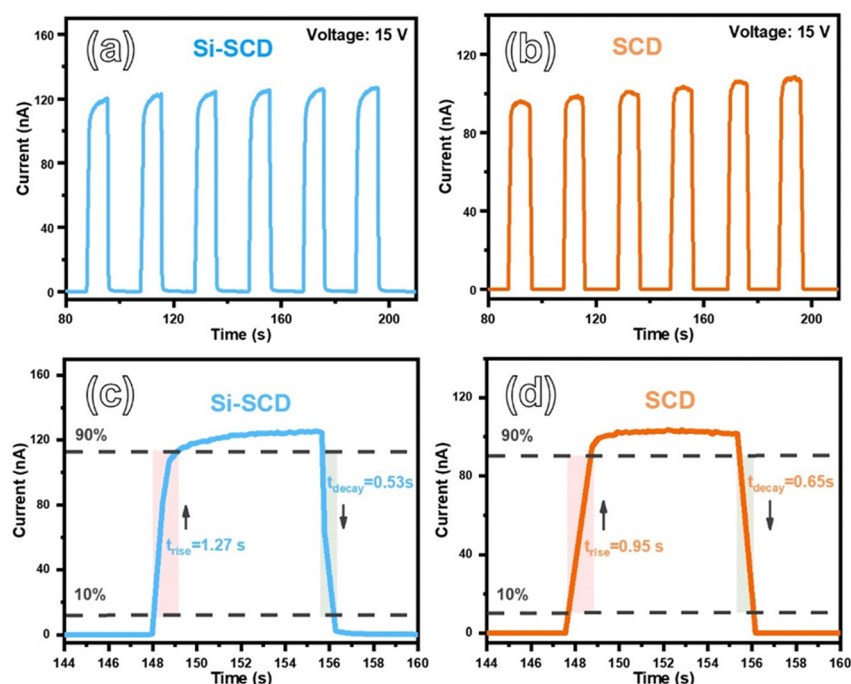 (a)
Si-SCD
Voltage: 15 V
Current (nA)
160
120
80
40
0
80
120
160
200
Time (s)
(b)
SCD
Voltage: 15 V
Current (nA)
120
80
40
0
80
120
160
200
Time (s)
(c)
Si-SCD
Current (nA)
160
120
80
40
0
90%
10%
tdecay=0.53s
trise=1.27 s
144
146
148
150
152
154
156
158
160
Time (s)
(d)
SCD
Current (nA)
120
80
40
0
90%
10%
tdecay=0.65s
trise=0.95 s
144
146
148
150
152
154
156
158
160
Time (s)